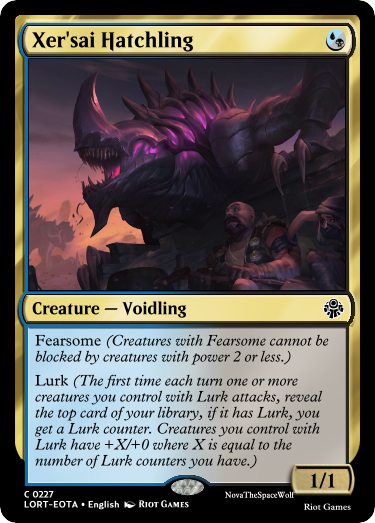 Xer'sai Hatchling
Creature — Voidling
Fearsome (Creatures with Fearsome cannot be
blocked by creatures with power 2 or less.)
Lurk (The first time each turn one or more
creatures you control with Lurk attacks, reveal
the top card of your library, if it has Lurk, you
get a Lurk counter. Creatures you control with
Lurk have +X/+0 where X is equal to the
number of Lurk counters you have.)
1/1
C 0227
LORT-EOTA • English Riot Games
NovaTheSpaceWolf
Riot Games